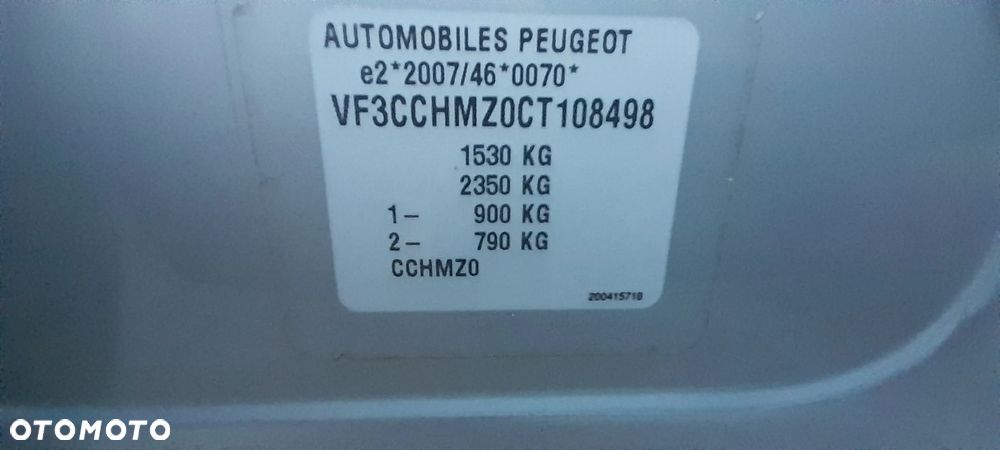 AUTOMOBILES PEUGEOT
e2*2007/46*0070*
VF3CCHMZ0CT108498
1530 KG
2350 KG
1- 900 KG
2- 790 KG
CCHMZ0
200415710
OTOMOTO